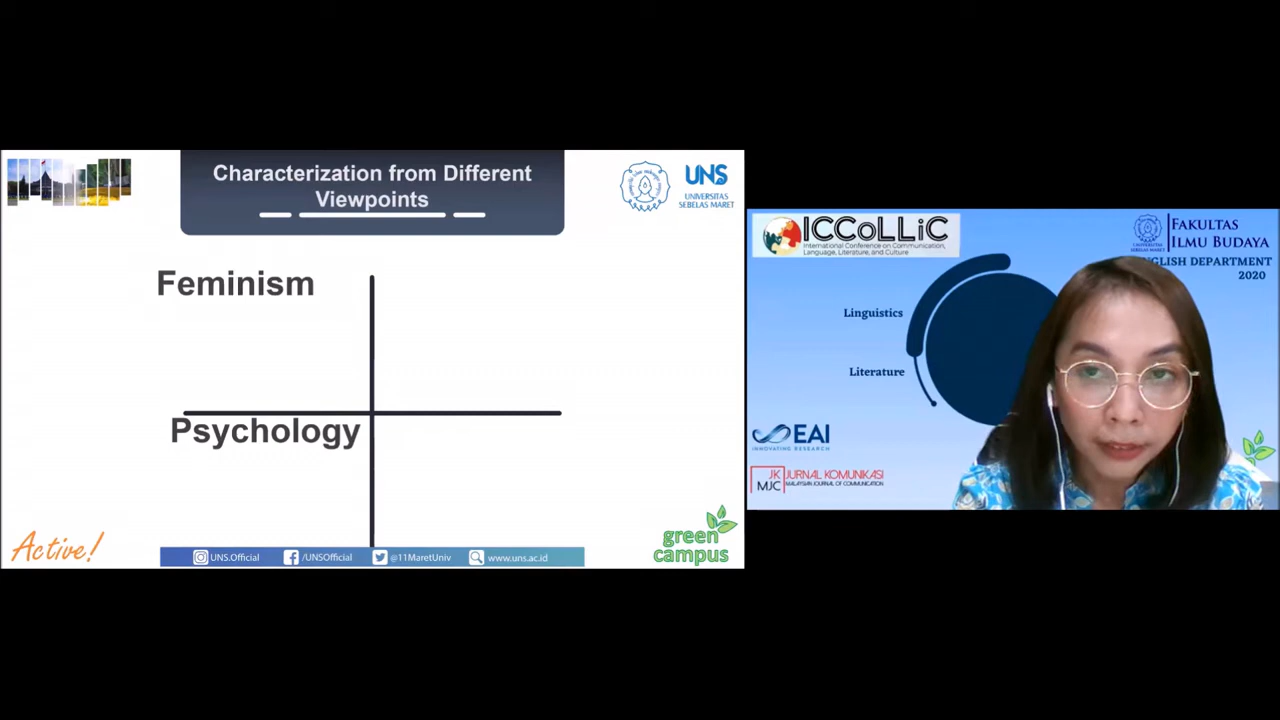 Characterization from Different
Viewpoints
UNS
UNIVERSITAS
SEBELAS MARET
Feminism
Psychology
Active!
UNS.Official
/UNSOfficial
@11MaretUniv
www.uns.ac.id
green
campus
ICCoLLiC
International Conference on Communication,
Language, Literature, and Culture
FAKULTAS
ILMU BUDAYA
GLISH DEPARTMENT
2020
Linguistics
Literature
EAI
INNOVATING RESEARCH
JK
MJC
JURNAL KOMUNIKASI
MALAYSIAN JOURNAL OF COMMUNICATION